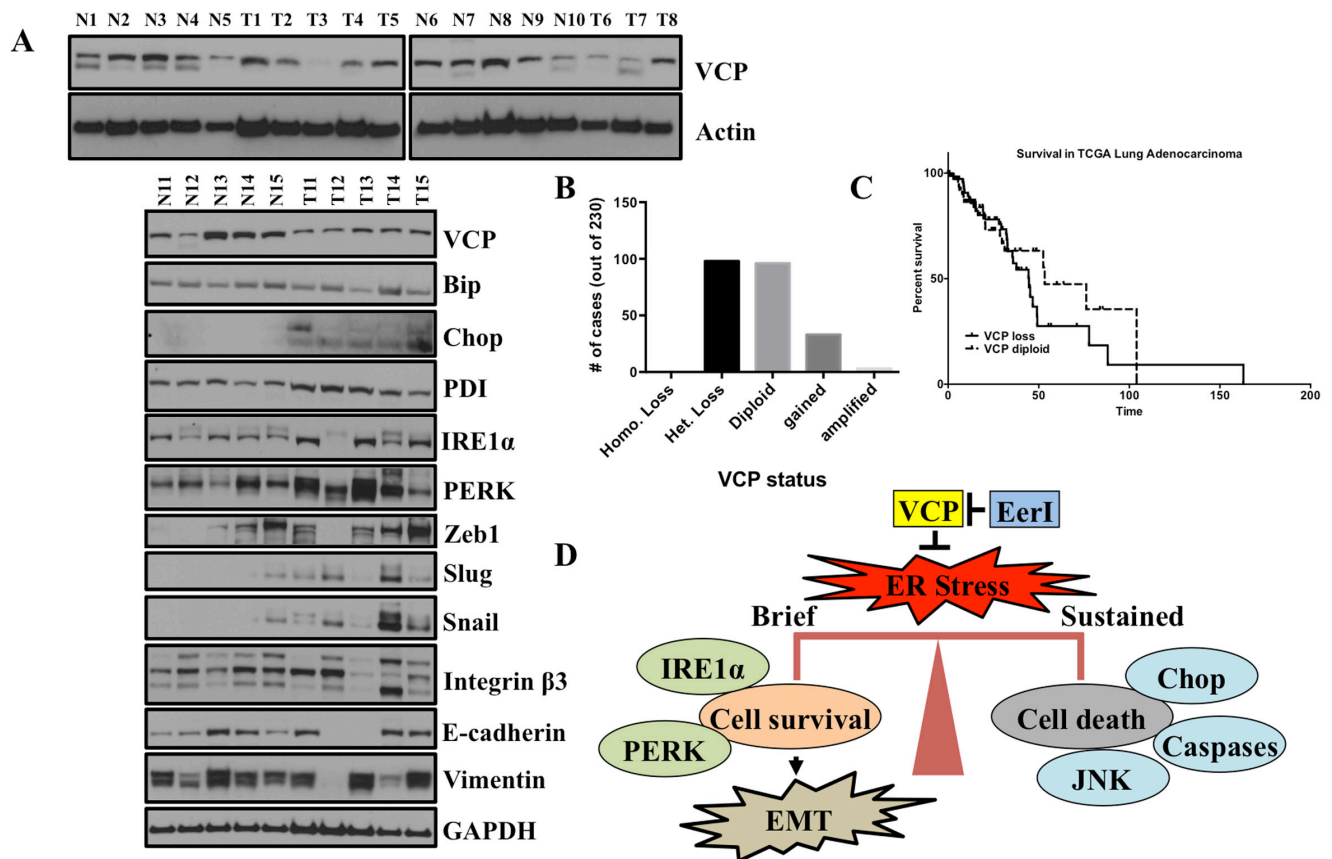 A
N1 N2 N3 N4 N5 T1 T2 T3 T4 T5 N6 N7 N8 N9 N10 T6 T7 T8
VCP
Actin
N11 N12 N13 N14 N15 T11 T12 T13 T14 T15
VCP
Bip
Chop
PDI
IRE1α
PERK
Zeb1
Slug
Snail
Integrin β3
E-cadherin
Vimentin
GAPDH
B
# of cases (out of 230)
150
100
50
0
Homo. Loss
Het. Loss
Diploid
gained
amplified
VCP status
C
Survival in TCGA Lung Adenocarcinoma
Percent survival
100
50
0
VCP loss
VCP diploid
0 50 100 150 200
Time
D
VCP
EerI
ER Stress
Brief
Sustained
IRE1α
Cell survival
PERK
EMT
Chop
Cell death
Caspases
JNK